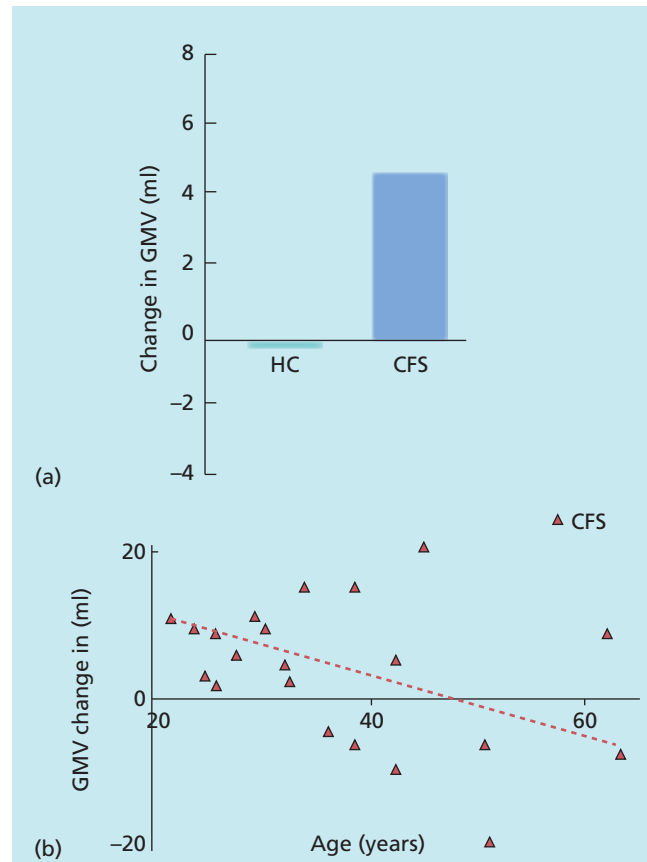 8
6
4
2
0
−2
−4
Change in GMV (ml)
HC
CFS
(a)
CFS
20
0
−20
GMV change in (ml)
20
40
60
Age (years)
(b)